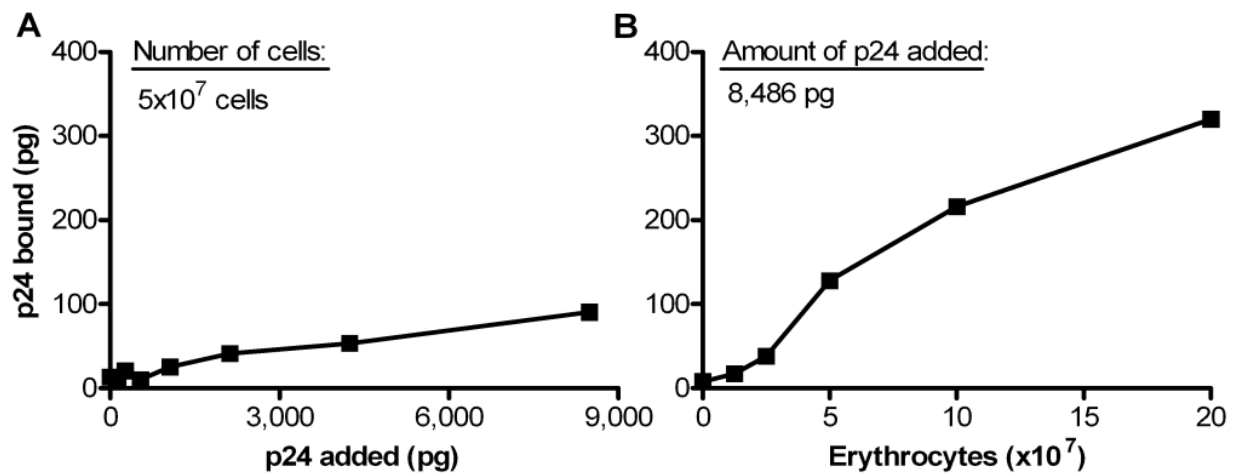 A
Number of cells:
5x10⁷ cells
p24 bound (pg)
400
300
200
100
0
0
3,000
6,000
9,000
p24 added (pg)
B
Amount of p24 added:
8,486 pg
400
300
200
100
0
0
5
10
15
20
Erythrocytes (x10⁷)